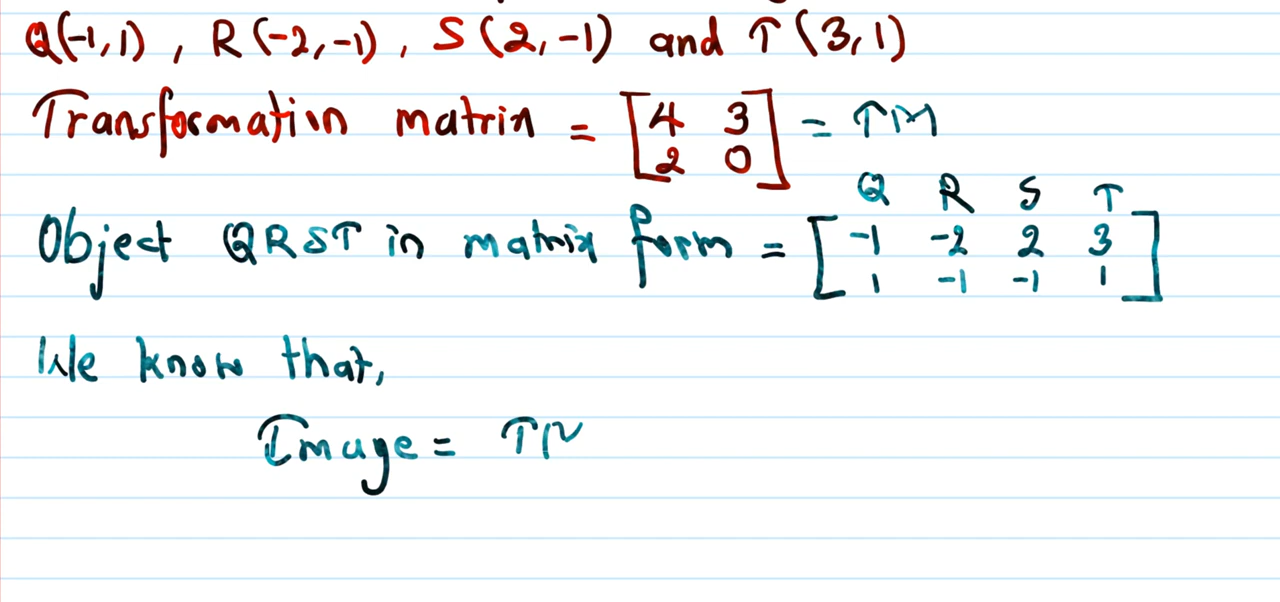 Q(-1,1) , R(-2,-1) , S(2,-1) and T(3,1)
Transformation matrix = [4 3 = TM
2 0]
Q R S T
Object QRST in matrix form = [-1 -2 2 3
1 -1 -1 1]
We know that,
Image = TM